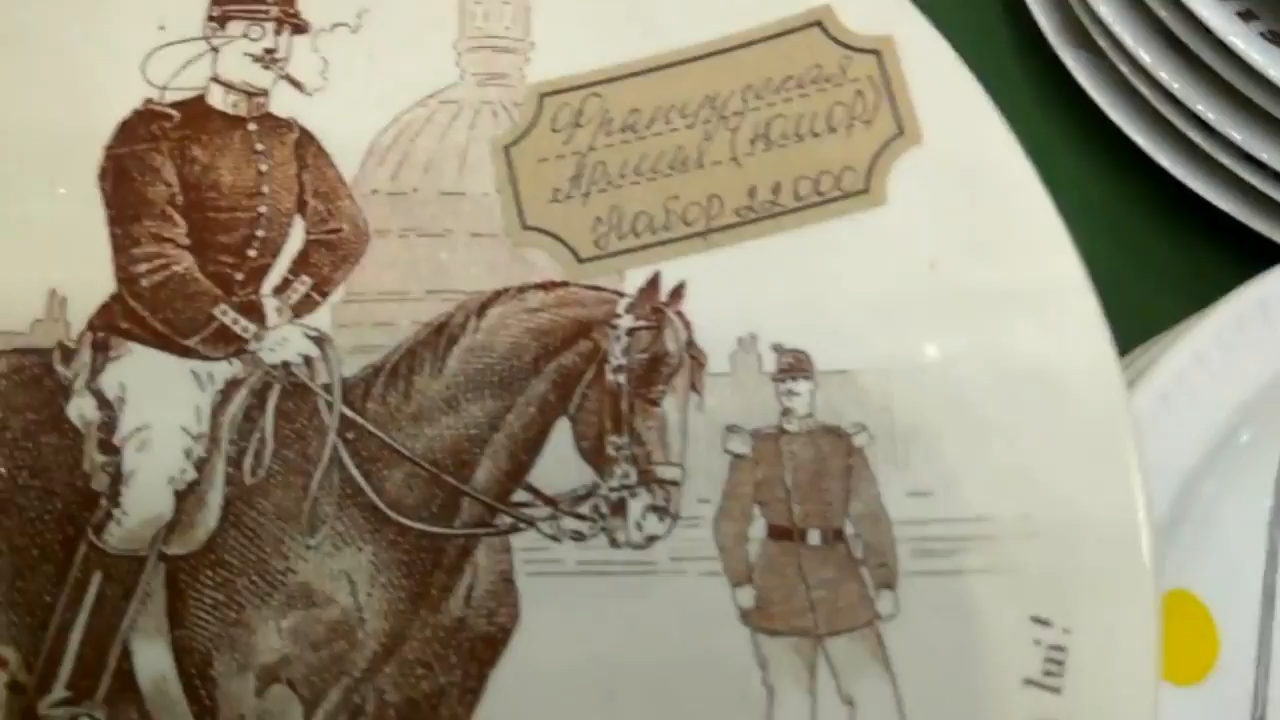 Французская
Армия (юмор)
Набор 22 000
lui!